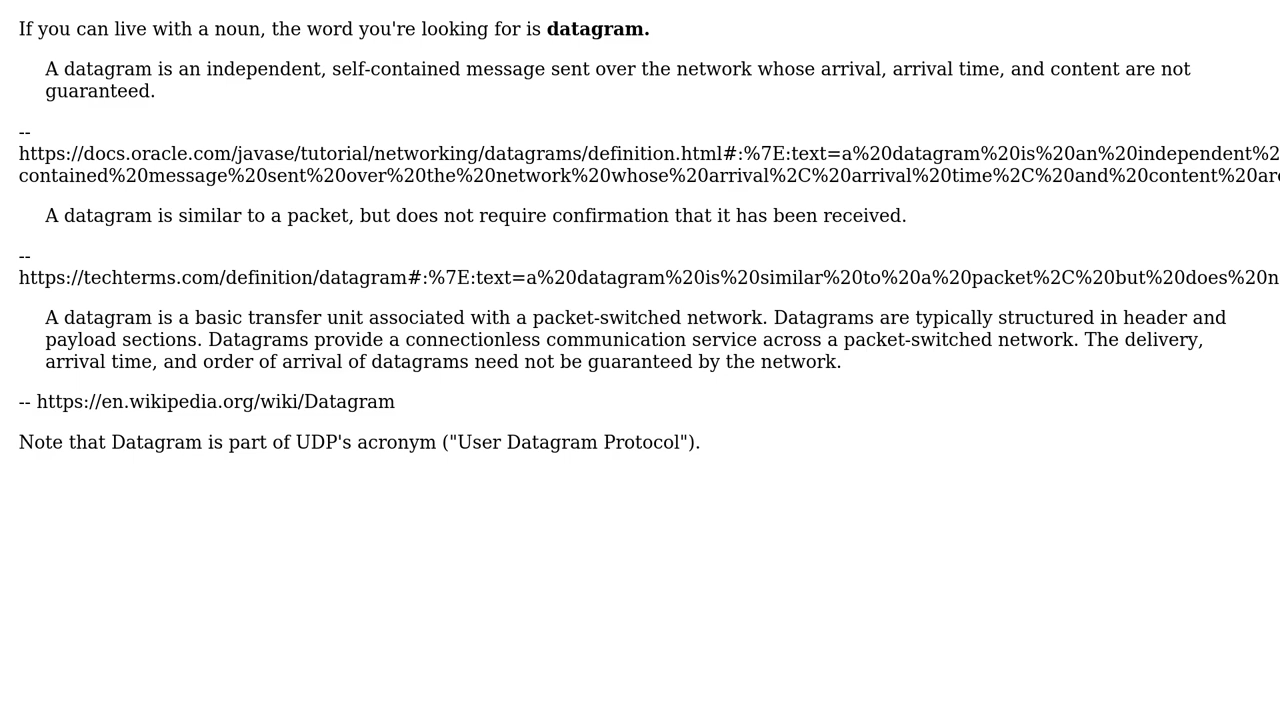 If you can live with a noun, the word you're looking for is datagram.
A datagram is an independent, self-contained message sent over the network whose arrival, arrival time, and content are not
guaranteed.
--
https://docs.oracle.com/javase/tutorial/networking/datagrams/definition.html#:%7E:text=a%20datagram%20is%20an%20independent%2
contained%20message%20sent%20over%20the%20network%20whose%20arrival%2C%20arrival%20time%2C%20and%20content%20are
A datagram is similar to a packet, but does not require confirmation that it has been received.
--
https://techterms.com/definition/datagram#:%7E:text=a%20datagram%20is%20similar%20to%20a%20packet%2C%20but%20does%20n
A datagram is a basic transfer unit associated with a packet-switched network. Datagrams are typically structured in header and
payload sections. Datagrams provide a connectionless communication service across a packet-switched network. The delivery,
arrival time, and order of arrival of datagrams need not be guaranteed by the network.
-- https://en.wikipedia.org/wiki/Datagram
Note that Datagram is part of UDP's acronym ("User Datagram Protocol").